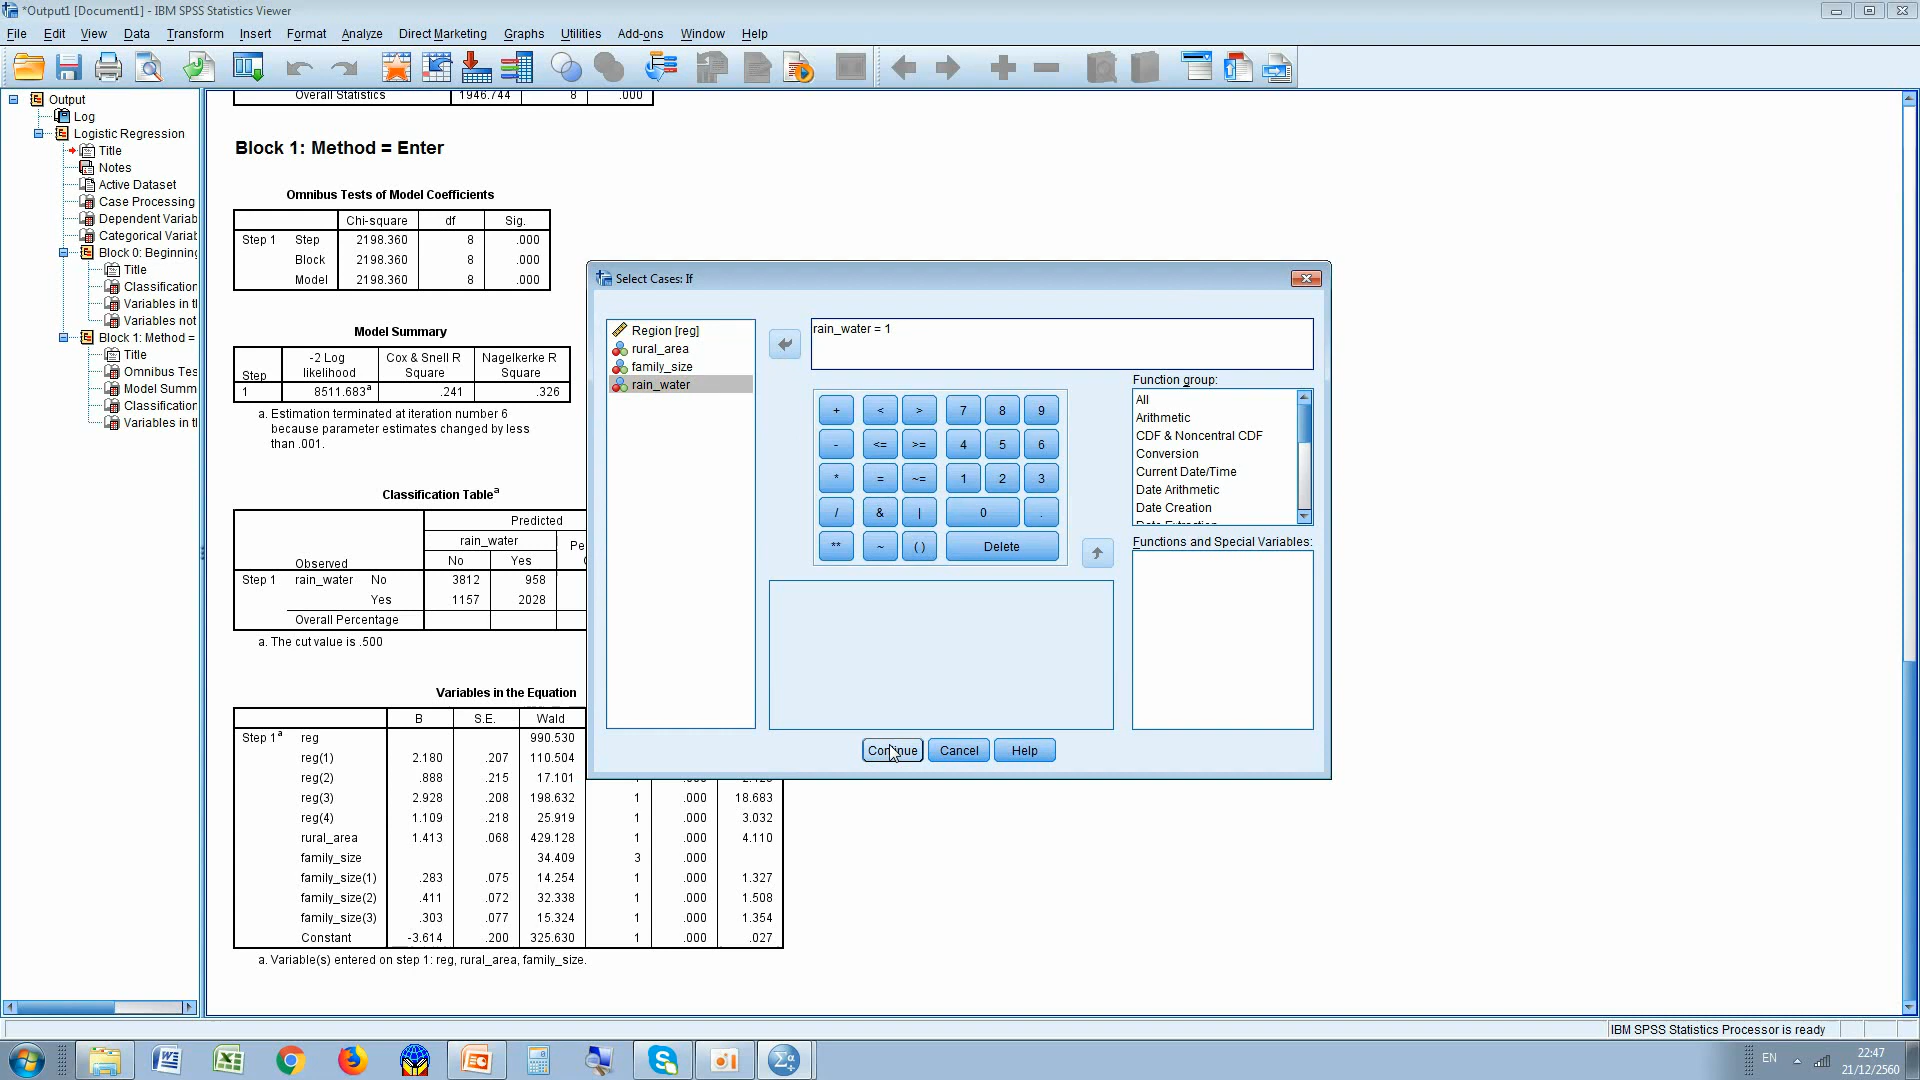 *Output1 [Document1] - IBM SPSS Statistics Viewer
File Edit View Data Transform Insert Format Analyze Direct Marketing Graphs Utilities Add-ons Window Help
Output
Log
Logistic Regression
Title
Notes
Active Dataset
Case Processing
Dependent Variab
Categorical Variab
Block 0: Beginning
Title
Classification
Variables in t
Variables not
Block 1: Method =
Title
Omnibus Tes
Model Summ
Classification
Variables in t
Overall Statistics 1946.744 8 .000
Block 1: Method = Enter
Omnibus Tests of Model Coefficients
Chi-square df Sig.
Step 1 Step 2198.360 8 .000
Block 2198.360 8 .000
Model 2198.360 8 .000
Model Summary
Step -2 Log likelihood Cox & Snell R Square Nagelkerke R Square
1 8511.683a .241 .326
a. Estimation terminated at iteration number 6
because parameter estimates changed by less
than .001.
Classification Tablea
Predicted
rain_water Pe
Observed No Yes
Step 1 rain_water No 3812 958
Yes 1157 2028
Overall Percentage
a. The cut value is .500
Variables in the Equation
B S.E. Wald
Step 1a reg 990.530
reg(1) 2.180 .207 110.504
reg(2) .888 .215 17.101
reg(3) 2.928 .208 198.632 1 .000 18.683
reg(4) 1.109 .218 25.919 1 .000 3.032
rural_area 1.413 .068 429.128 1 .000 4.110
family_size 34.409 3 .000
family_size(1) .283 .075 14.254 1 .000 1.327
family_size(2) .411 .072 32.338 1 .000 1.508
family_size(3) .303 .077 15.324 1 .000 1.354
Constant -3.614 .200 325.630 1 .000 .027
a. Variable(s) entered on step 1: reg, rural_area, family_size.
Select Cases: If
Region [reg]
rural_area
family_size
rain_water
rain_water = 1
+ < > 7 8 9
- <= >= 4 5 6
* = ~= 1 2 3
/ & | 0 .
** ~ ( ) Delete
Function group:
All
Arithmetic
CDF & Noncentral CDF
Conversion
Current Date/Time
Date Arithmetic
Date Creation
Date Extraction
Functions and Special Variables:
Continue Cancel Help
IBM SPSS Statistics Processor is ready
EN
22:47
21/12/2560